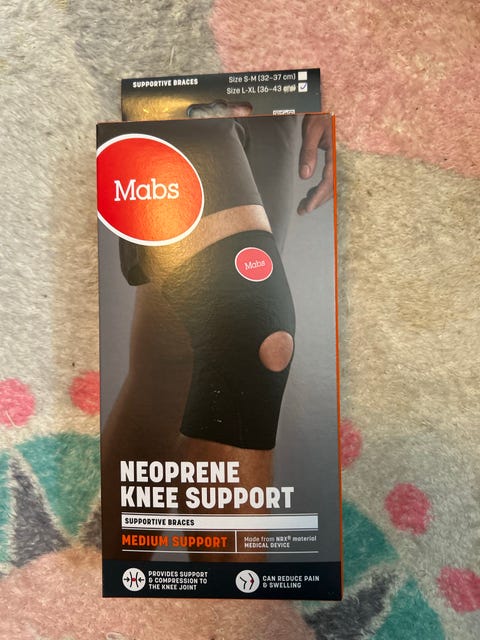 SUPPORTIVE BRACES
Size S-M (32-37 cm)
Size L-XL (36-43
Mabs
Mabs
NEOPRENE
KNEE SUPPORT
SUPPORTIVE BRACES
MEDIUM SUPPORT
Made from NRX® material
MEDICAL DEVICE
PROVIDES SUPPORT
& COMPRESSION TO
THE KNEE JOINT
CAN REDUCE PAIN
& SWELLING